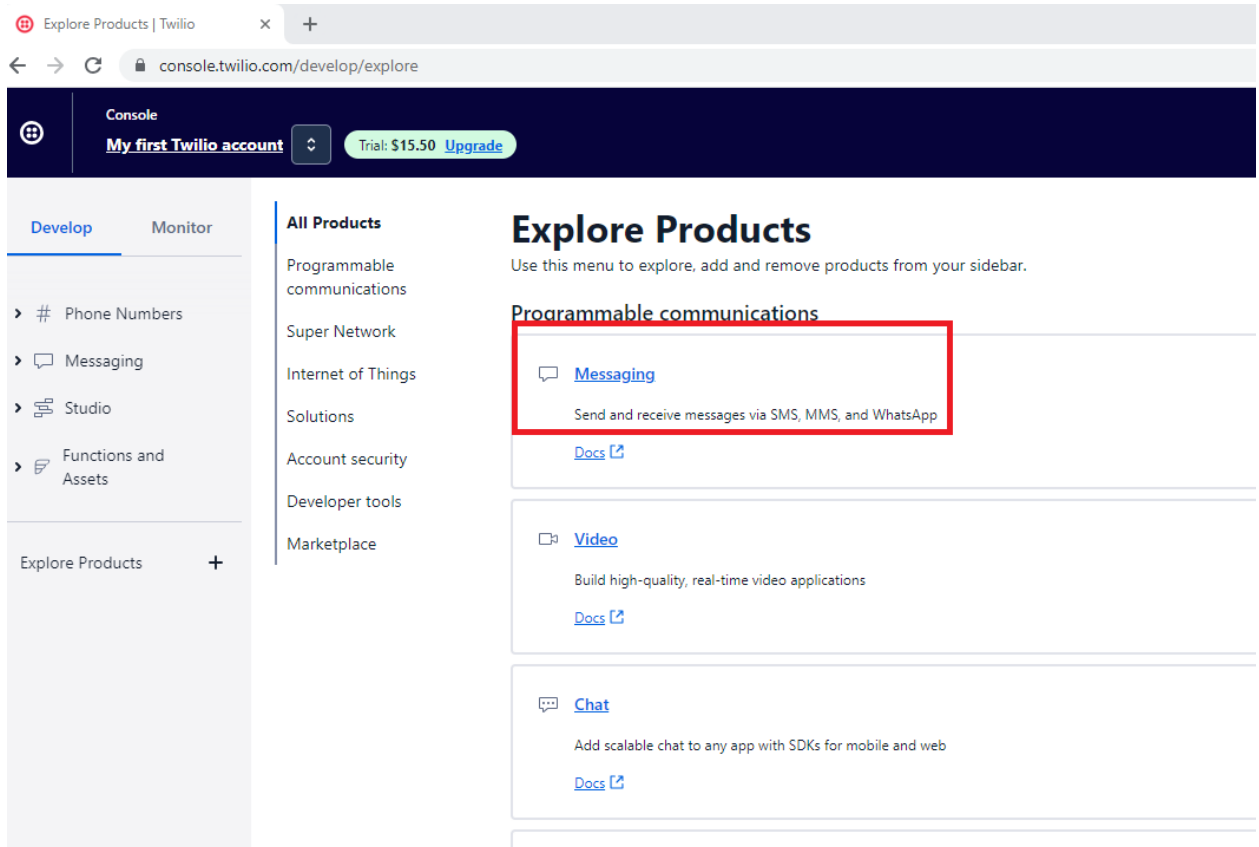 Explore Products | Twilio
console.twilio.com/develop/explore
Console
My first Twilio account
Trial: $15.50 Upgrade
Develop Monitor
Phone Numbers
Messaging
Studio
Functions and
Assets
Explore Products +
All Products
Programmable
communications
Super Network
Internet of Things
Solutions
Account security
Developer tools
Marketplace
Explore Products
Use this menu to explore, add and remove products from your sidebar.
Programmable communications
Messaging
Send and receive messages via SMS, MMS, and WhatsApp
Docs
Video
Build high-quality, real-time video applications
Docs
Chat
Add scalable chat to any app with SDKs for mobile and web
Docs